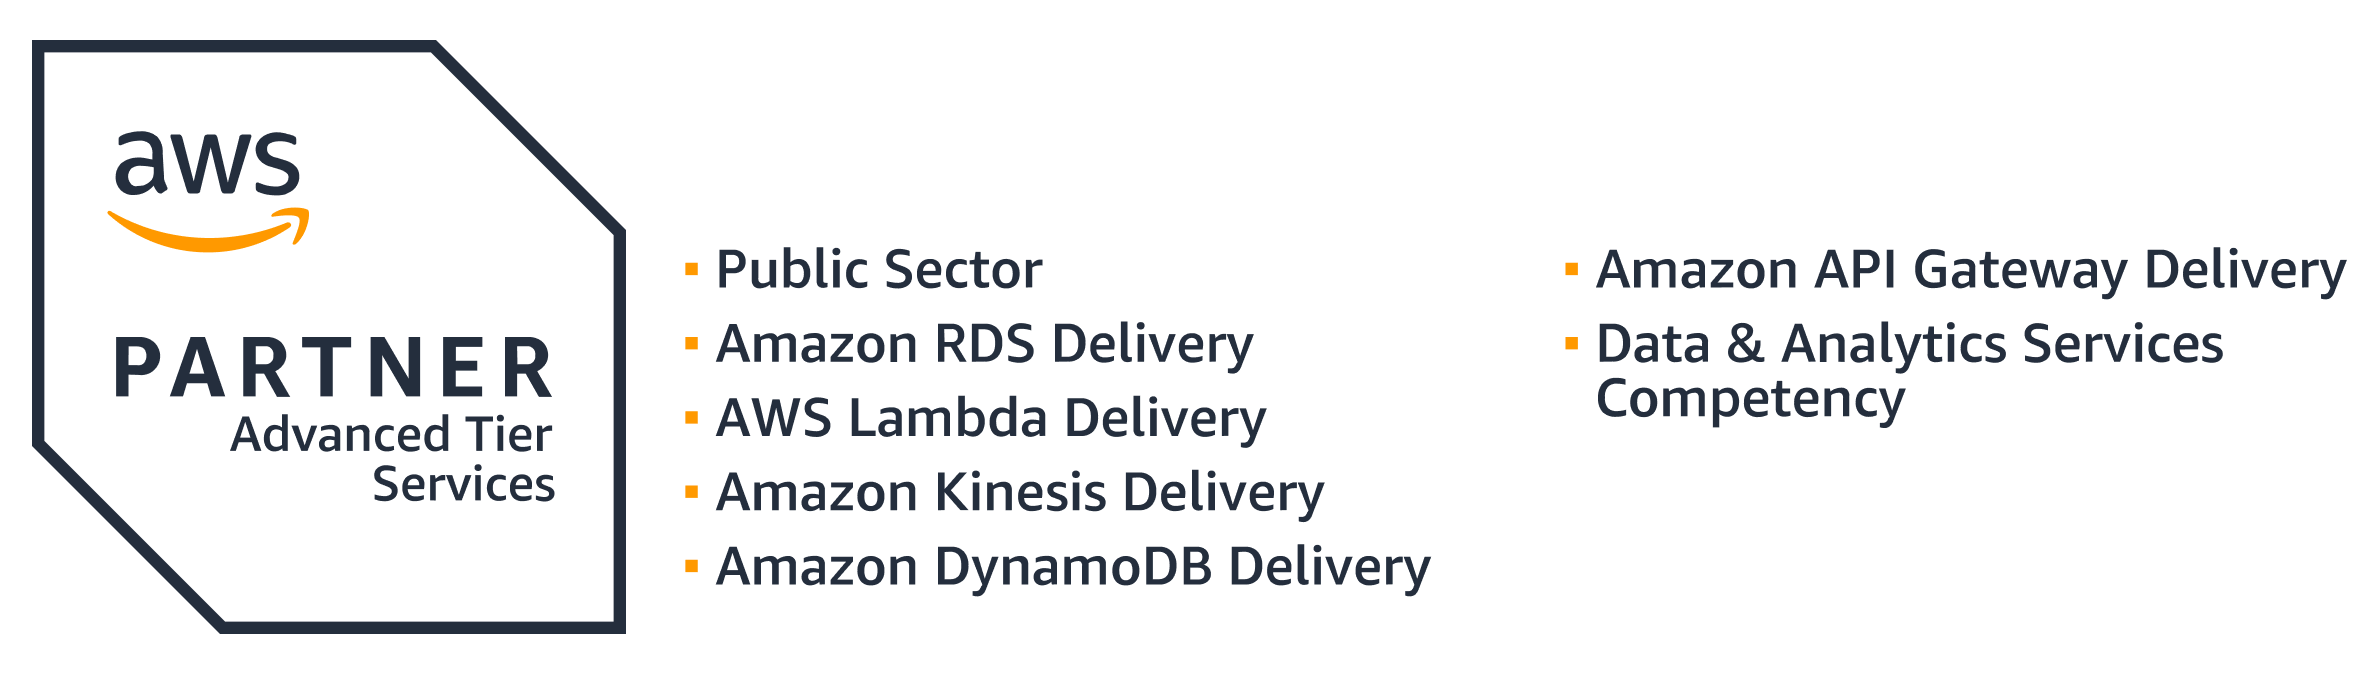 aws
PARTNER
Advanced Tier
Services
Public Sector
Amazon RDS Delivery
AWS Lambda Delivery
Amazon Kinesis Delivery
Amazon DynamoDB Delivery
Amazon API Gateway Delivery
Data & Analytics Services
Competency